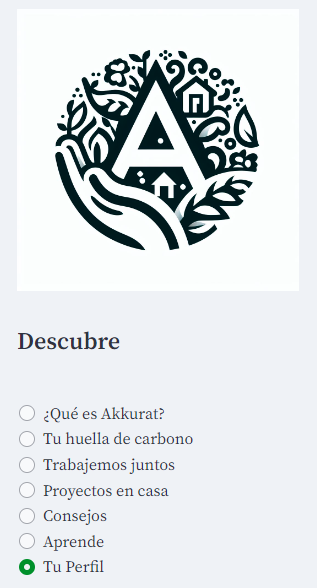 A
Descubre
¿Qué es Akkurat?
Tu huella de carbono
Trabajemos juntos
Proyectos en casa
Consejos
Aprende
Tu Perfil